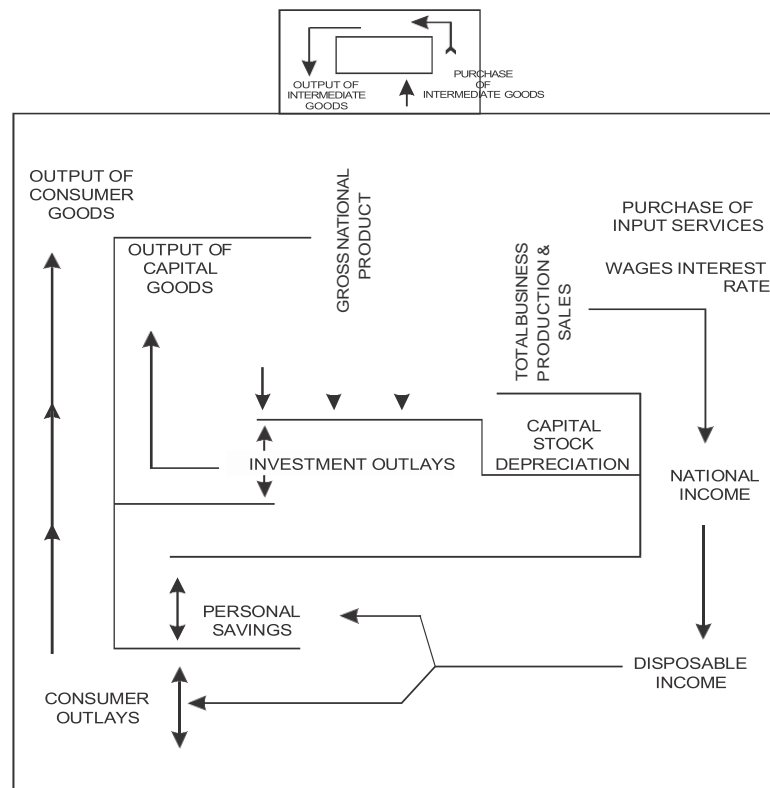 OUTPUT OF
INTERMEDIATE
GOODS
PURCHASE
OF
INTERMEDIATE GOODS
OUTPUT OF
CONSUMER
GOODS
OUTPUT OF
CAPITAL
GOODS
GROSS NATIONAL
PRODUCT
TOTALBUSINESS
PRODUCTION &
SALES
PURCHASE OF
INPUT SERVICES
WAGES INTEREST
RATE
CAPITAL
STOCK
DEPRECIATION
INVESTMENT OUTLAYS
NATIONAL
INCOME
PERSONAL
SAVINGS
DISPOSABLE
INCOME
CONSUMER
OUTLAYS